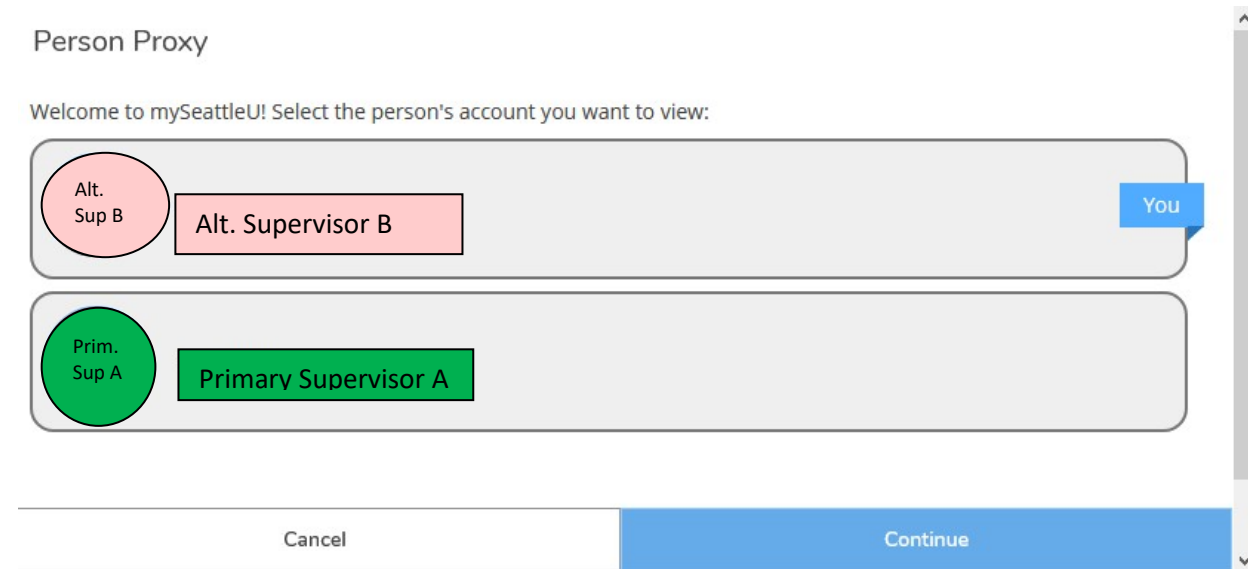 Person Proxy
Welcome to mySeattleU! Select the person's account you want to view:
Alt.
Sup B
Alt. Supervisor B
You
Prim.
Sup A
Primary Supervisor A
Cancel
Continue